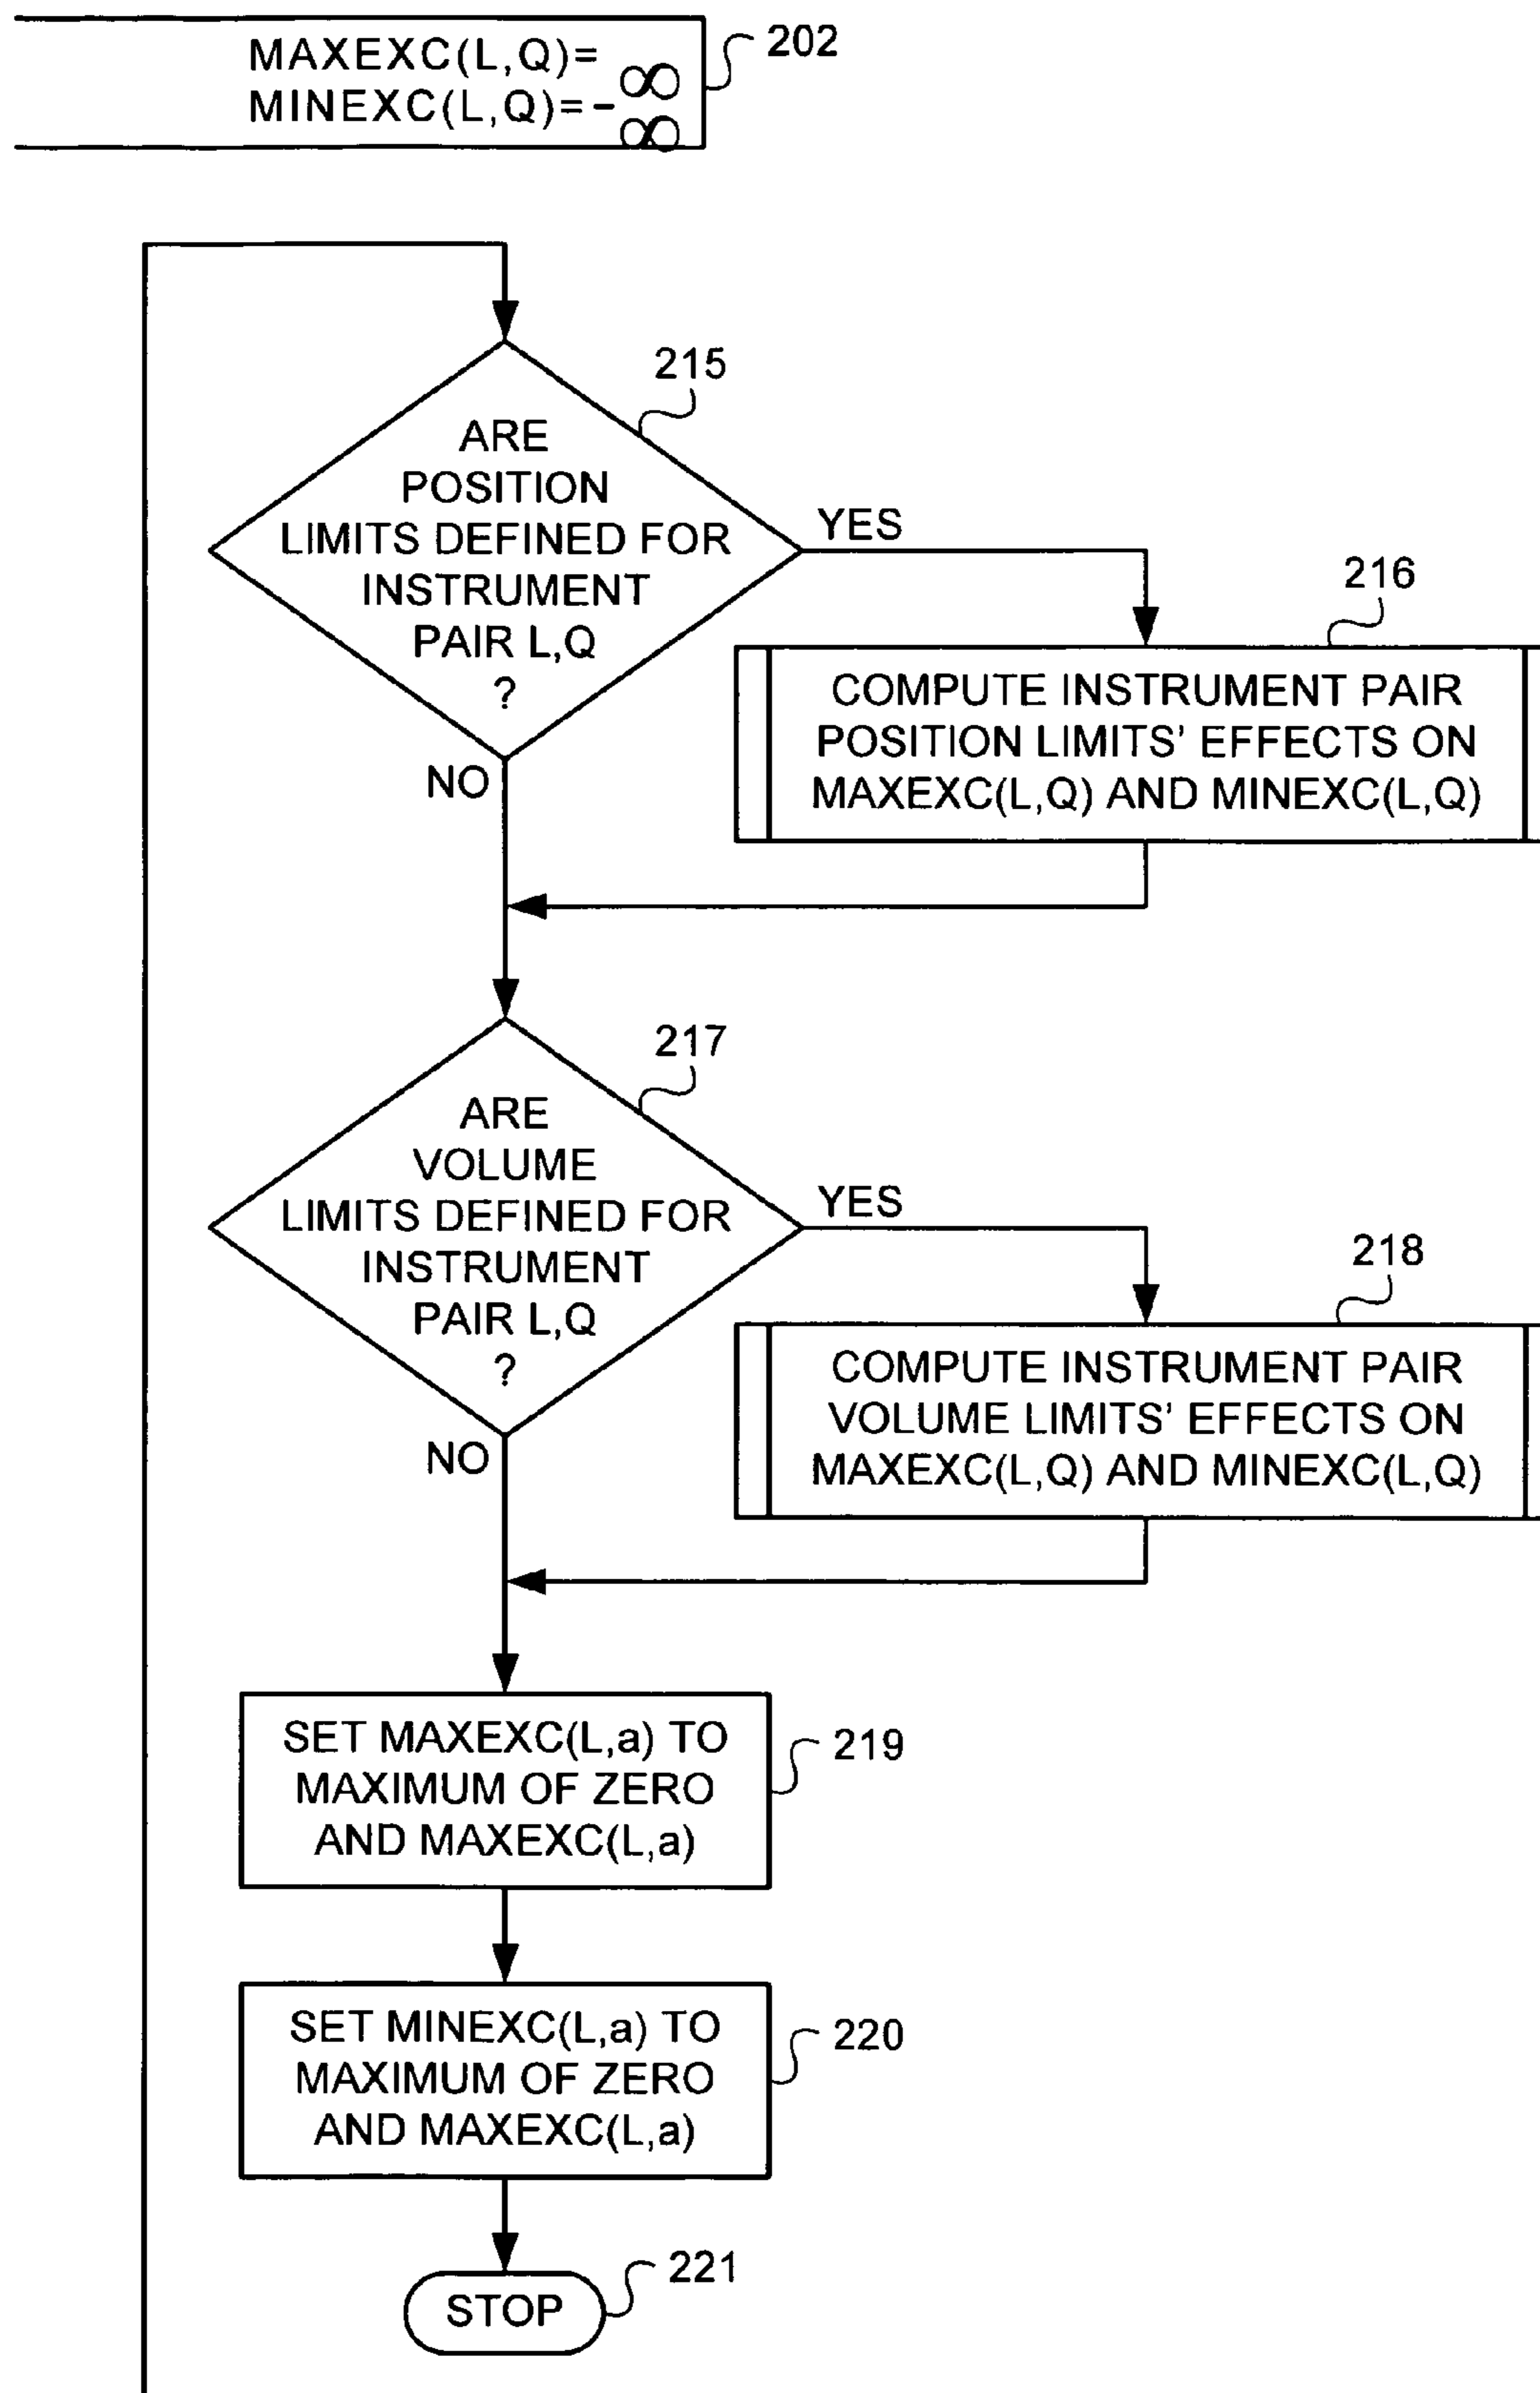 MAXEXC(L,Q)= ∞
MINEXC(L,Q)=-∞
202
215
ARE
POSITION
LIMITS DEFINED FOR
INSTRUMENT
PAIR L,Q
?
YES
NO
216
COMPUTE INSTRUMENT PAIR
POSITION LIMITS' EFFECTS ON
MAXEXC(L,Q) AND MINEXC(L,Q)
217
ARE
VOLUME
LIMITS DEFINED FOR
INSTRUMENT
PAIR L,Q
?
YES
NO
218
COMPUTE INSTRUMENT PAIR
VOLUME LIMITS' EFFECTS ON
MAXEXC(L,Q) AND MINEXC(L,Q)
SET MAXEXC(L,a) TO
MAXIMUM OF ZERO
AND MAXEXC(L,a)
219
SET MINEXC(L,a) TO
MAXIMUM OF ZERO
AND MAXEXC(L,a)
220
221
STOP